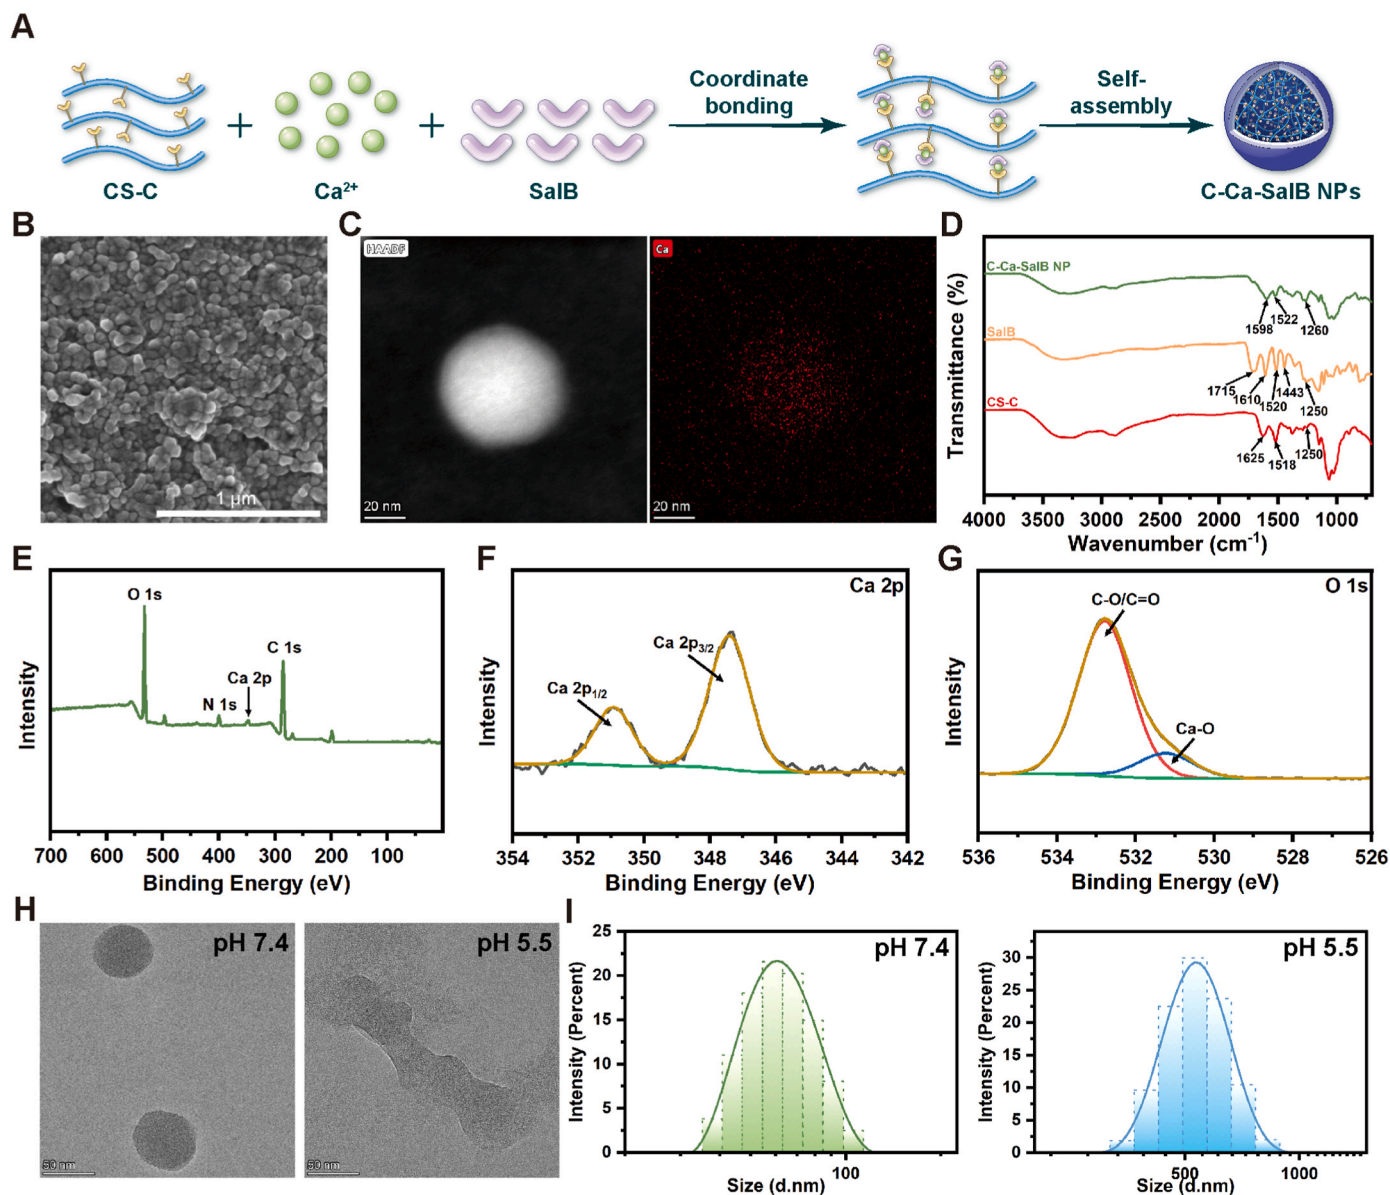 A
Coordinate
bonding
Self-
assembly
CS-C
Ca²⁺
SalB
C-Ca-SalB NPs
B
1 μm
C
HAADF
20 nm
Ca
20 nm
D
Transmittance (%)
C-Ca-SalB NP
1598
1522
1260
SalB
1715
1610
1520
1443
1250
CS-C
1625
1518
1250
4000 3500 3000 2500 2000 1500 1000
Wavenumber (cm⁻¹)
E
Intensity
O 1s
N 1s
Ca 2p
C 1s
700 600 500 400 300 200 100
Binding Energy (eV)
F
Intensity
Ca 2p
Ca 2p₁/₂
Ca 2p₃/₂
354 352 350 348 346 344 342
Binding Energy (eV)
G
Intensity
O 1s
C-O/C=O
Ca-O
536 534 532 530 528 526
Binding Energy (eV)
H
pH 7.4
50 nm
pH 5.5
50 nm
I
Intensity (Percent)
25
20
15
10
5
0
pH 7.4
100
Size (d.nm)
Intensity (Percent)
30
25
20
15
10
5
0
pH 5.5
500 1000
Size (d.nm)